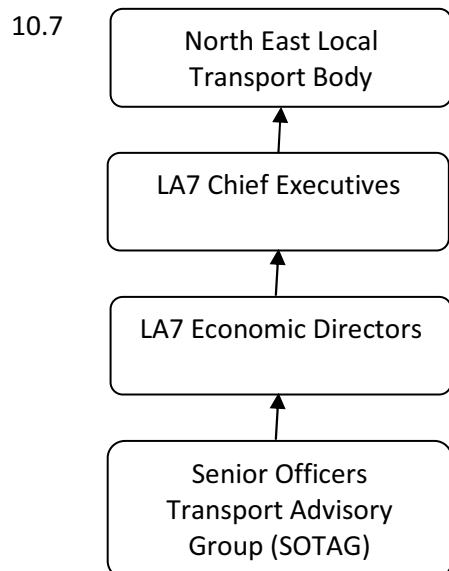 10.7
North East Local
Transport Body
LA7 Chief Executives
LA7 Economic Directors
Senior Officers
Transport Advisory
Group (SOTAG)